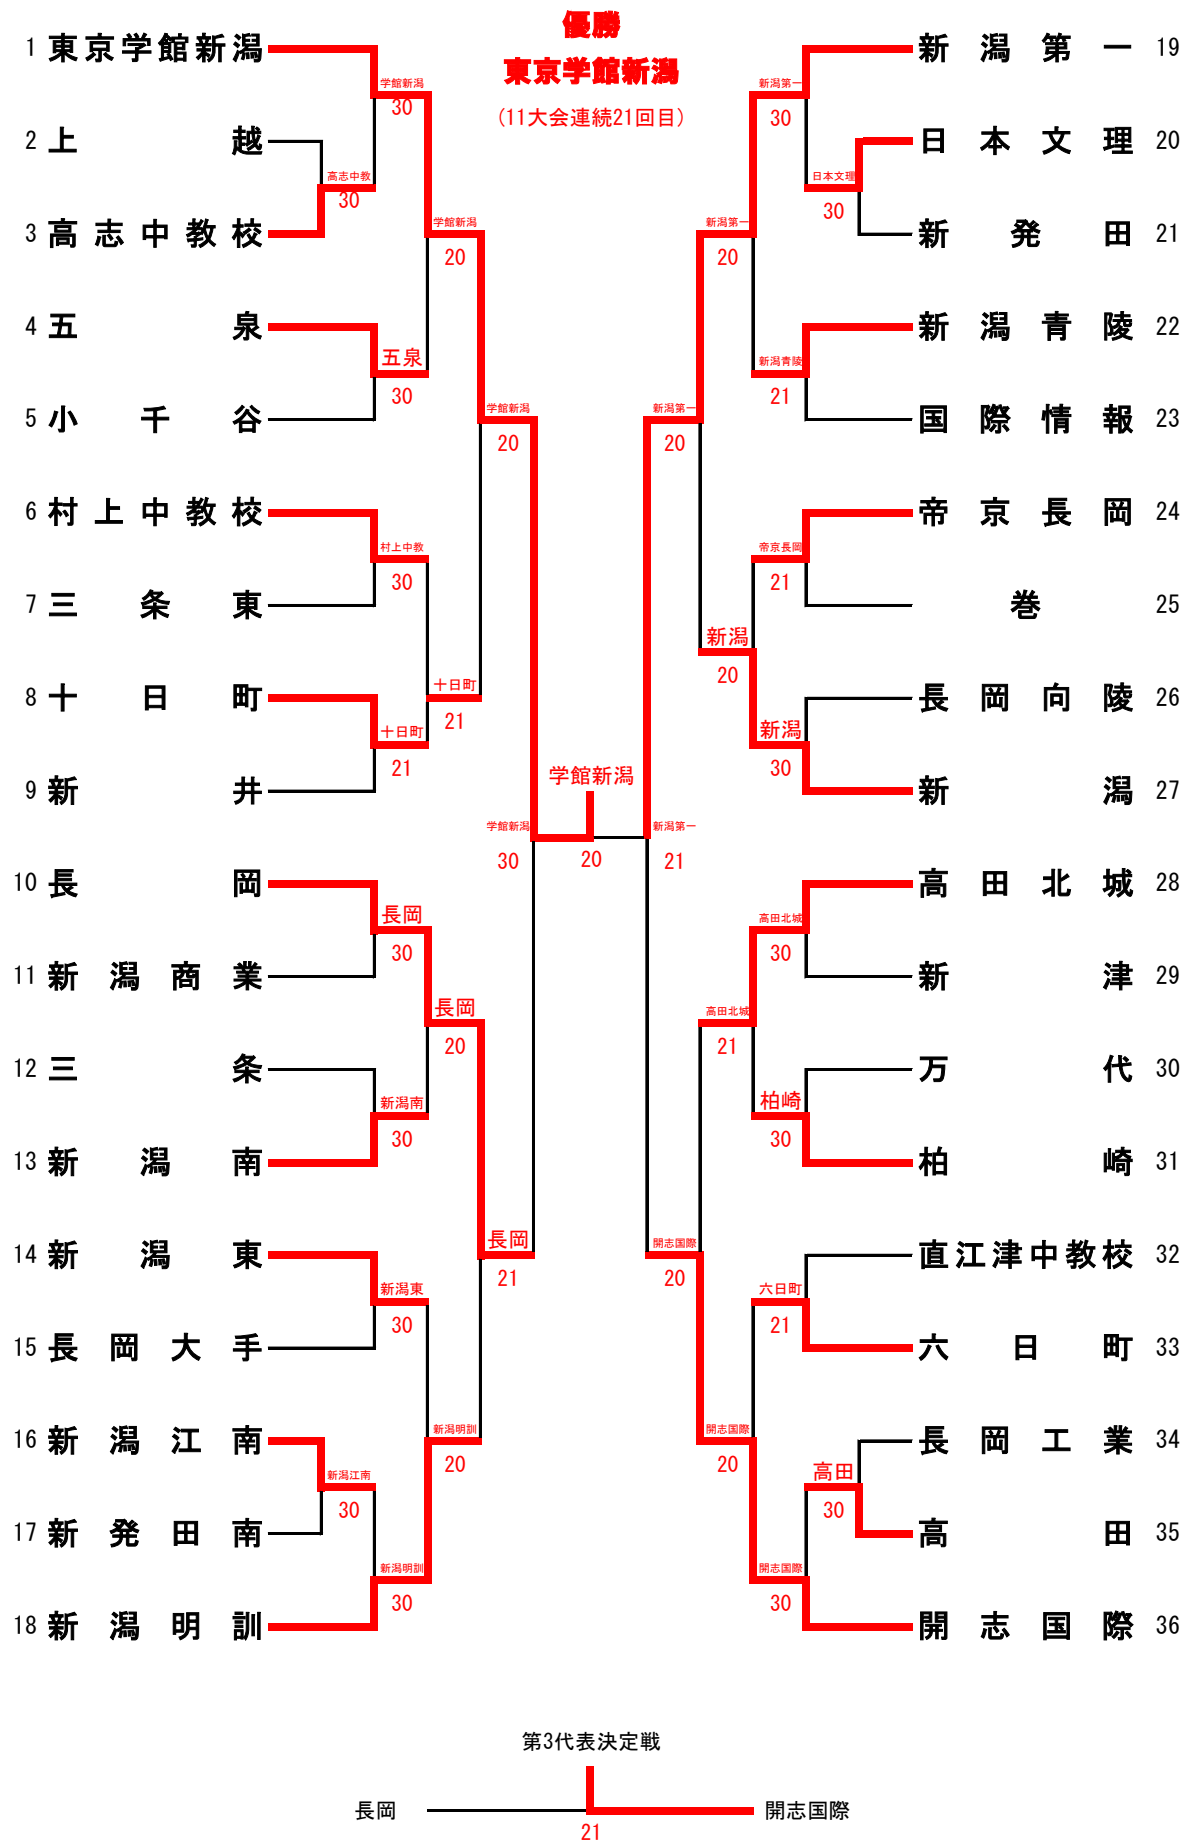 優勝
東京学館新潟
(11大会連続21回目)
1 東京学館新潟
2 上越
3 高志中教校
4 五泉
5 小千谷
6 村上中教校
7 三条東
8 十日町
9 新井
10 長岡
11 新潟商業
12 三条
13 新潟南
14 新潟東
15 長岡大手
16 新潟江南
17 新発田南
18 新潟明訓
学館新潟
30
高志中教
30
学館新潟
20
五泉
30
学館新潟
20
村上中教
30
十日町
21
十日町
21
学館新潟
30
長岡
30
長岡
20
新潟南
30
長岡
21
新潟東
30
新潟明訓
20
新潟江南
30
新潟明訓
30
学館新潟
20
新潟第一
30
日本文理
30
新潟第一
20
新潟青陵
21
新潟第一
20
帝京長岡
21
新潟
20
新潟
30
新潟第一
21
高田北城
30
高田北城
21
柏崎
30
開志国際
20
六日町
21
開志国際
20
高田
30
開志国際
30
新潟第一 19
日本文理 20
新発田 21
新潟青陵 22
国際情報 23
帝京長岡 24
巻 25
長岡向陵 26
新潟 27
高田北城 28
新津 29
万代 30
柏崎 31
直江津中教校 32
六日町 33
長岡工業 34
高田 35
開志国際 36
第3代表決定戦
長岡 開志国際
21